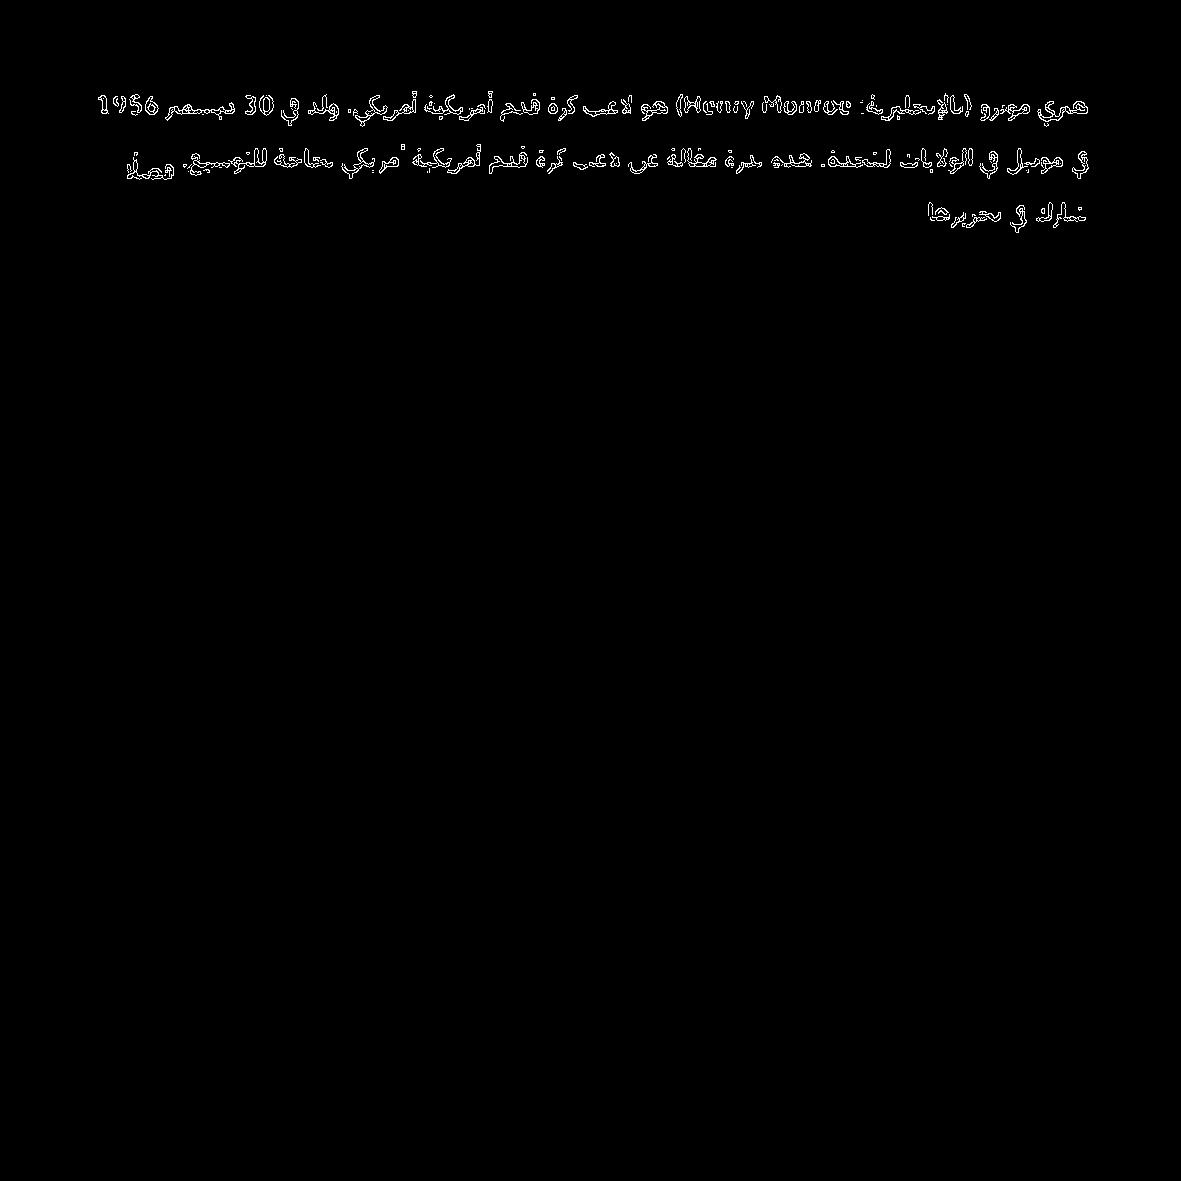 هنري مونرو (بالإنجليزية: Henry Monroe) هو لاعب كرة قدم أمريكية أمريكي. ولد في 30 ديسمبر 1956
في موبيل في الولايات المتحدة. هذه بذرة مقالة عن لاعب كرة قدم أمريكية أمريكي بحاجة للتوسيع. فضلًا
شارك في تحريرها